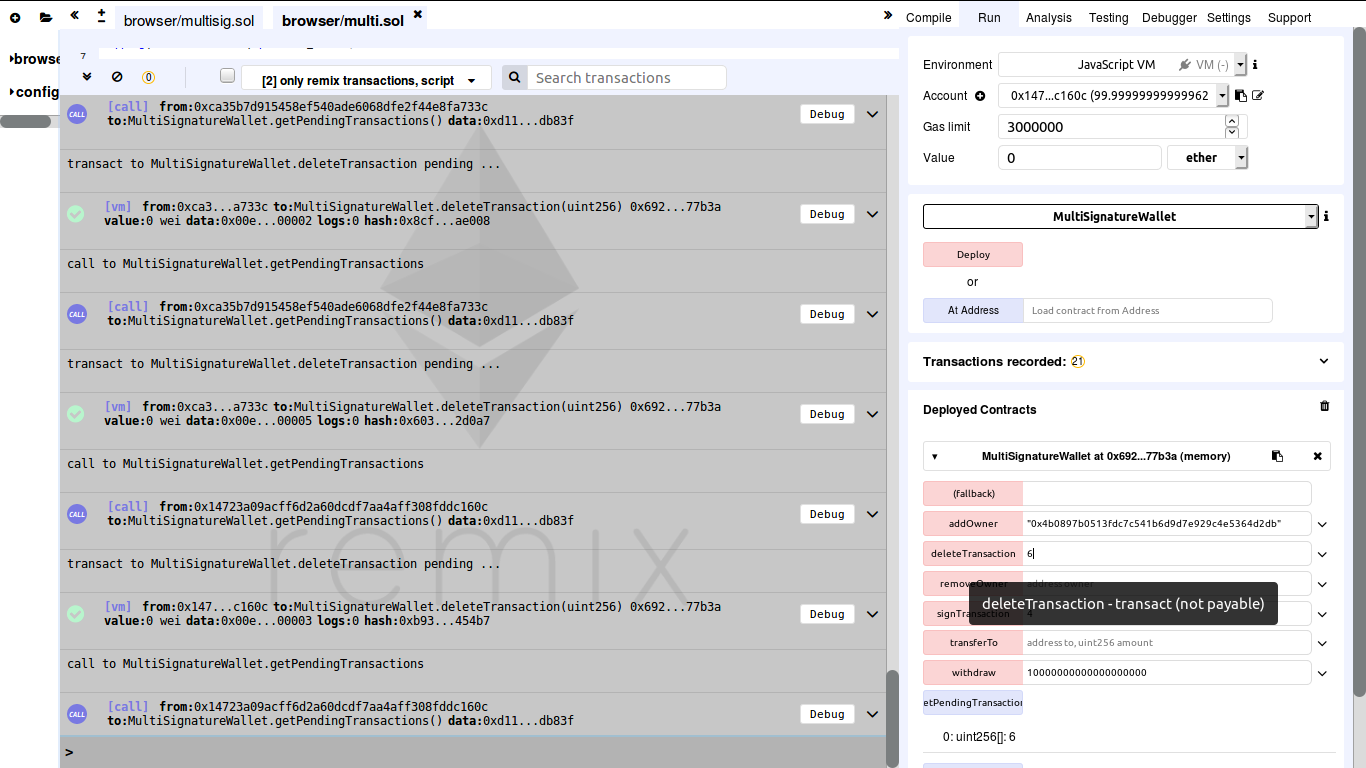 browser/multisig.sol
browser/multi.sol
Compile
Run
Analysis
Testing
Debugger
Settings
Support
browse
config
7
0
[2] only remix transactions, script
Search transactions
CALL
[call] from:0xca35b7d915458ef540ade6068dfe2f44e8fa733c
to:MultiSignatureWallet.getPendingTransactions() data:0xd11...db83f
Debug
transact to MultiSignatureWallet.deleteTransaction pending ...
[vm] from:0xca3...a733c to:MultiSignatureWallet.deleteTransaction(uint256) 0x692...77b3a
value:0 wei data:0x00e...00002 logs:0 hash:0x8cf...ae008
Debug
call to MultiSignatureWallet.getPendingTransactions
CALL
[call] from:0xca35b7d915458ef540ade6068dfe2f44e8fa733c
to:MultiSignatureWallet.getPendingTransactions() data:0xd11...db83f
Debug
transact to MultiSignatureWallet.deleteTransaction pending ...
[vm] from:0xca3...a733c to:MultiSignatureWallet.deleteTransaction(uint256) 0x692...77b3a
value:0 wei data:0x00e...00005 logs:0 hash:0x603...2d0a7
Debug
call to MultiSignatureWallet.getPendingTransactions
CALL
[call] from:0x14723a09acff6d2a60dcdf7aa4aff308fddc160c
to:MultiSignatureWallet.getPendingTransactions() data:0xd11...db83f
Debug
remix
transact to MultiSignatureWallet.deleteTransaction pending ...
[vm] from:0x147...c160c to:MultiSignatureWallet.deleteTransaction(uint256) 0x692...77b3a
value:0 wei data:0x00e...00003 logs:0 hash:0xb93...454b7
Debug
call to MultiSignatureWallet.getPendingTransactions
CALL
[call] from:0x14723a09acff6d2a60dcdf7aa4aff308fddc160c
to:MultiSignatureWallet.getPendingTransactions() data:0xd11...db83f
Debug
>
Environment
JavaScript VM
VM (-)
Account
0x147...c160c (99.99999999999962
Gas limit
3000000
Value
0
ether
MultiSignatureWallet
Deploy
or
At Address
Load contract from Address
Transactions recorded: 21
Deployed Contracts
MultiSignatureWallet at 0x692...77b3a (memory)
(fallback)
addOwner
"0x4b0897b0513fdc7c541b6d9d7e929c4e5364d2db"
deleteTransaction
6
removeOwner
address owner
deleteTransaction - transact (not payable)
signTransaction
4
transferTo
address to, uint256 amount
withdraw
10000000000000000000
etPendingTransaction
0: uint256[]: 6